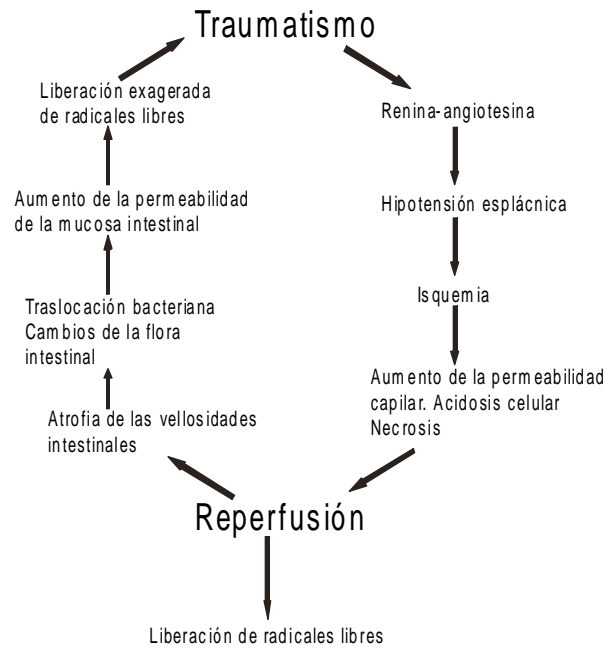 Traumatismo
Liberación exagerada
de radicales libres
Renina-angiotesina
Aumento de la permeabilidad
de la mucosa intestinal
Hipotensión esplácnica
Isquemia
Traslocación bacteriana
Cambios de la flora
intestinal
Aumento de la permeabilidad
capilar. Acidosis celular
Necrosis
Atrofia de las vellosidades
intestinales
Reperfusión
Liberación de radicales libres